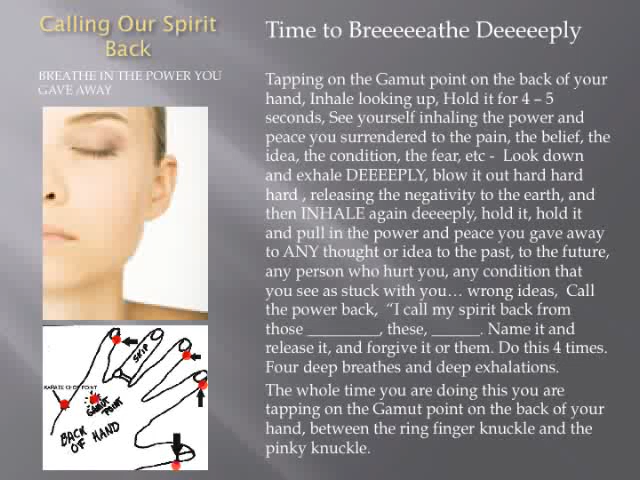 Calling Our Spirit
Back
BREATHE IN THE POWER YOU
GAVE AWAY
Time to Breeeeeathe Deeeeeply
Tapping on the Gamut point on the back of your
hand, Inhale looking up, Hold it for 4 – 5
seconds, See yourself inhaling the power and
peace you surrendered to the pain, the belief, the
idea, the condition, the fear, etc - Look down
and exhale DEEEEPLY, blow it out hard hard
hard , releasing the negativity to the earth, and
then INHALE again deeeeply, hold it, hold it
and pull in the power and peace you gave away
to ANY thought or idea to the past, to the future,
any person who hurt you, any condition that
you see as stuck with you… wrong ideas, Call
the power back, “I call my spirit back from
those _________, these, ______. Name it and
release it, and forgive it or them. Do this 4 times.
Four deep breathes and deep exhalations.
The whole time you are doing this you are
tapping on the Gamut point on the back of your
hand, between the ring finger knuckle and the
pinky knuckle.
SKIP
KARATE CHOP POINT
GAMUT
POINT
BACK
OF HAND